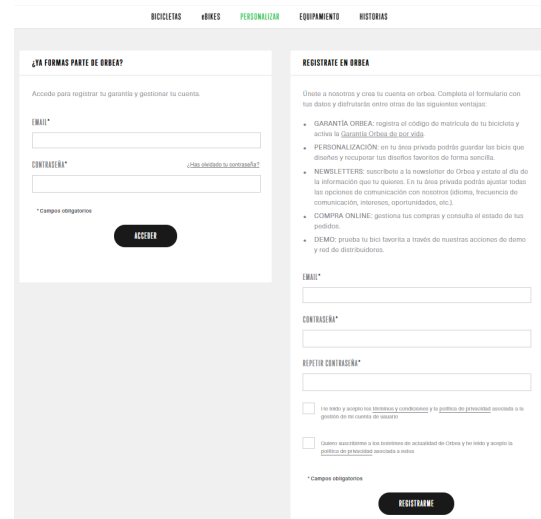 BICICLETAS eBIKES PERSONALIZAR EQUIPAMIENTO HISTORIAS
¿YA FORMAS PARTE DE ORBEA?
Accede para registrar tu garantía y gestionar tu cuenta.
EMAIL*
CONTRASEÑA* ¿Has olvidado tu contraseña?
* Campos obligatorios
ACCEDER
REGISTRATE EN ORBEA
Únete a nosotros y crea tu cuenta en orbea. Completa el formulario con
tus datos y disfrutarás entre otras de las siguientes ventajas:
• GARANTÍA ORBEA: registra el código de matrícula de tu bicicleta y
activa la Garantía Orbea de por vida.
• PERSONALIZACIÓN: en tu área privada podrás guardar las bicis que
diseñes y recuperar tus diseños favoritos de forma sencilla.
• NEWSLETTERS: suscríbete a la newsletter de Orbea y estate al día de
la información que tu quieres. En tu área privada podrás ajustar todas
las opciones de comunicación con nosotros (idioma, frecuencia de
comunicación, intereses, oportunidades, etc.).
• COMPRA ONLINE: gestiona tus compras y consulta el estado de tus
pedidos.
• DEMO: prueba tu bici favorita a través de nuestras acciones de demo
y red de distribuidores.
EMAIL*
CONTRASEÑA*
REPETIR CONTRASEÑA*
He leído y acepto los términos y condiciones y la política de privacidad asociada a la
gestión de mi cuenta de usuario
Quiero suscribirme a los boletines de actualidad de Orbea y he leído y acepto la
política de privacidad asociada a estos
* Campos obligatorios
REGISTRARME